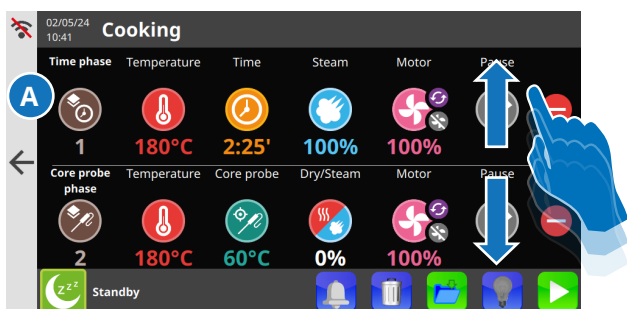 02/05/24
10:41
Cooking
A
Time phase Temperature Time Steam Motor Pause
1 180°C 2:25' 100% 100%
Core probe phase Temperature Core probe Dry/Steam Motor Pause
2 180°C 60°C 0% 100%
zzz Standby